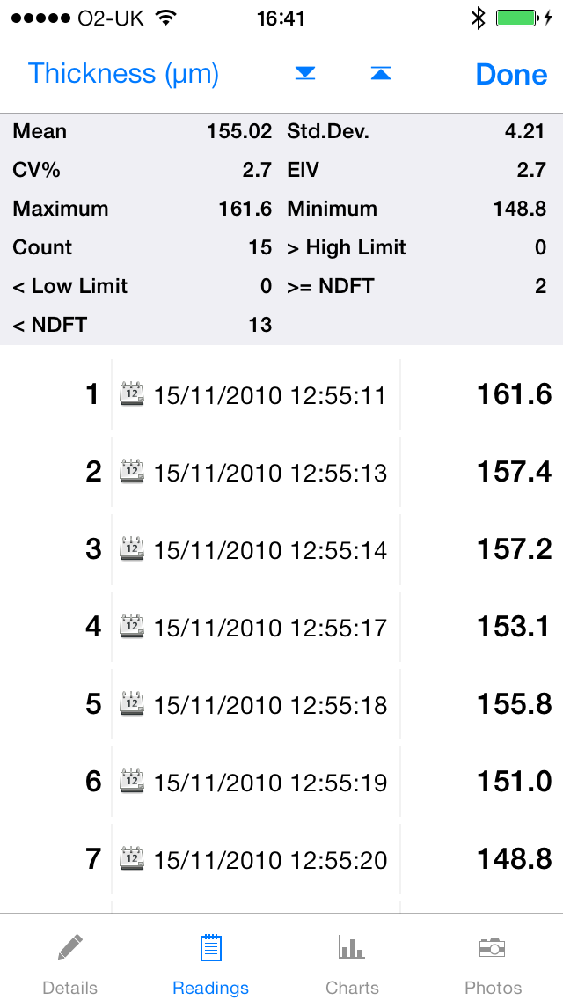 O2-UK 16:41
Thickness (µm) Done
Mean 155.02 Std.Dev. 4.21
CV% 2.7 EIV 2.7
Maximum 161.6 Minimum 148.8
Count 15 > High Limit 0
< Low Limit 0 >= NDFT 2
< NDFT 13
1 12 15/11/2010 12:55:11 161.6
2 12 15/11/2010 12:55:13 157.4
3 12 15/11/2010 12:55:14 157.2
4 12 15/11/2010 12:55:17 153.1
5 12 15/11/2010 12:55:18 155.8
6 12 15/11/2010 12:55:19 151.0
7 12 15/11/2010 12:55:20 148.8
Details Readings Charts Photos